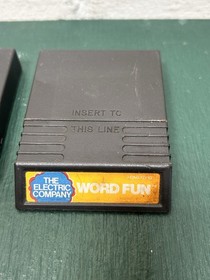 INSERT TO
THIS LINE
THE
ELECTRIC
COMPANY
WORD FUN